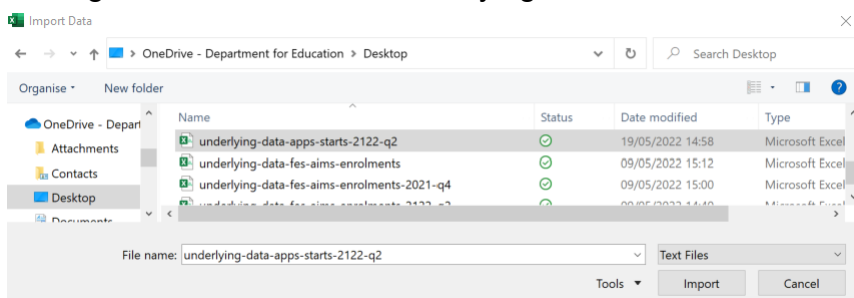 Import Data
OneDrive - Department for Education > Desktop
Search Desktop
Organise
New folder
Name Status Date modified Type
OneDrive - Depart
underlying-data-apps-starts-2122-q2 19/05/2022 14:58 Microsoft Excel
Attachments
underlying-data-fes-aims-enrolments 09/05/2022 15:12 Microsoft Excel
Contacts
underlying-data-fes-aims-enrolments-2021-q4 09/05/2022 15:00 Microsoft Excel
Desktop
Documents
File name: underlying-data-apps-starts-2122-q2 Text Files
Tools Import Cancel